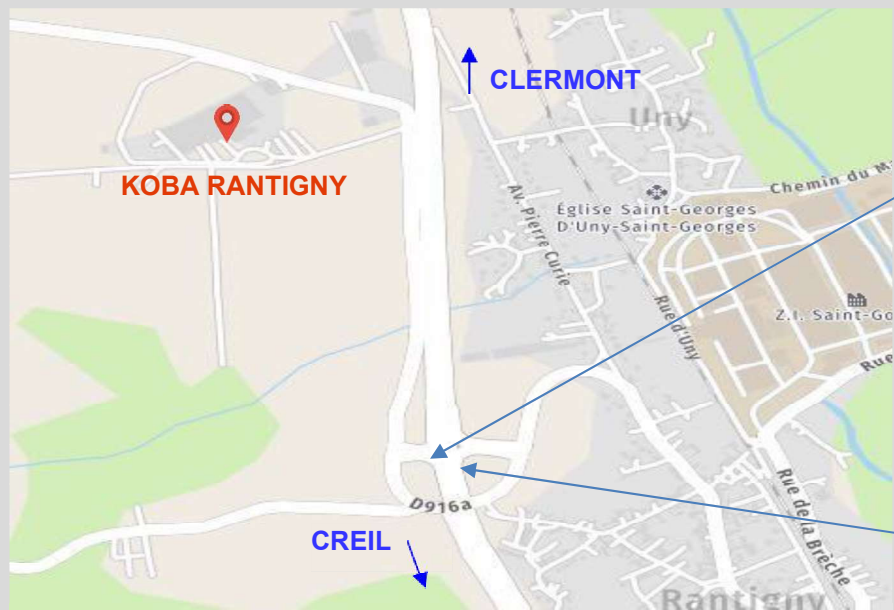 CLERMONT
Uny
KOBA RANTIGNY
Chemin du M
Église Saint-Georges
D'Uny-Saint-Georges
Av. Pierre Curie
Rue d'Uny
Z.I. Saint-Go
Rue
D916a
CREIL
Rue de la Brèche
Rantigny